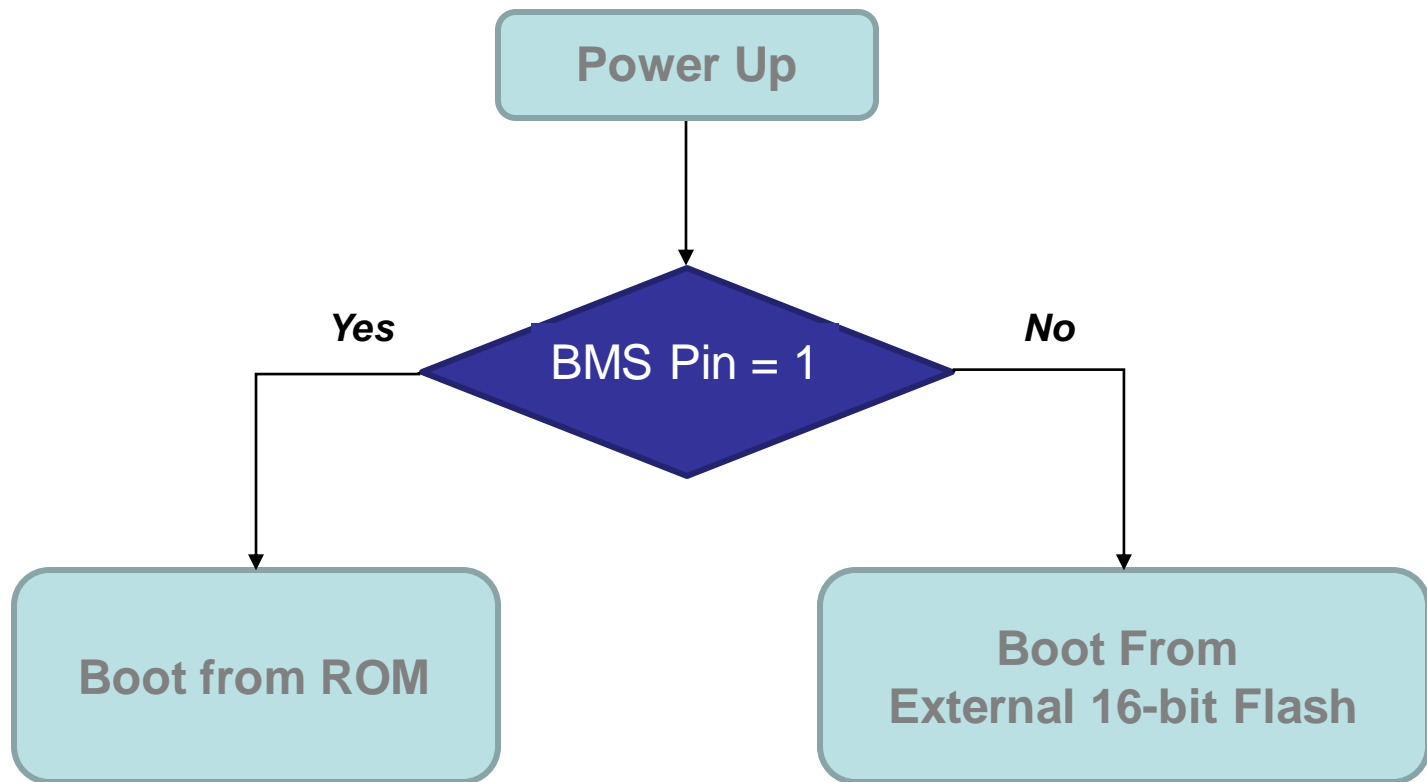 Power Up
Yes
No
BMS Pin = 1
Boot from ROM
Boot From
External 16-bit Flash